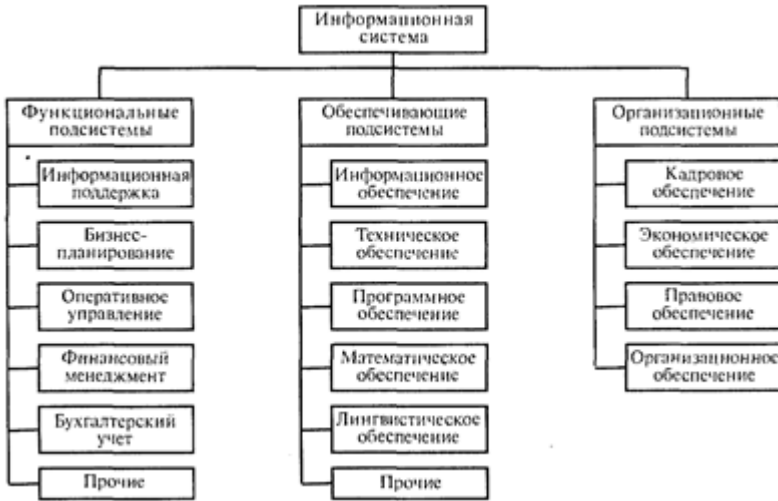 Информационная
система
Функциональные
подсистемы
Информационная
поддержка
Бизнес-
планирование
Оперативное
управление
Финансовый
менеджмент
Бухгалтерский
учет
Прочие
Обеспечивающие
подсистемы
Информационное
обеспечение
Техническое
обеспечение
Программное
обеспечение
Математическое
обеспечение
Лингвистическое
обеспечение
Прочие
Организационные
подсистемы
Кадровое
обеспечение
Экономическое
обеспечение
Правовое
обеспечение
Организационное
обеспечение